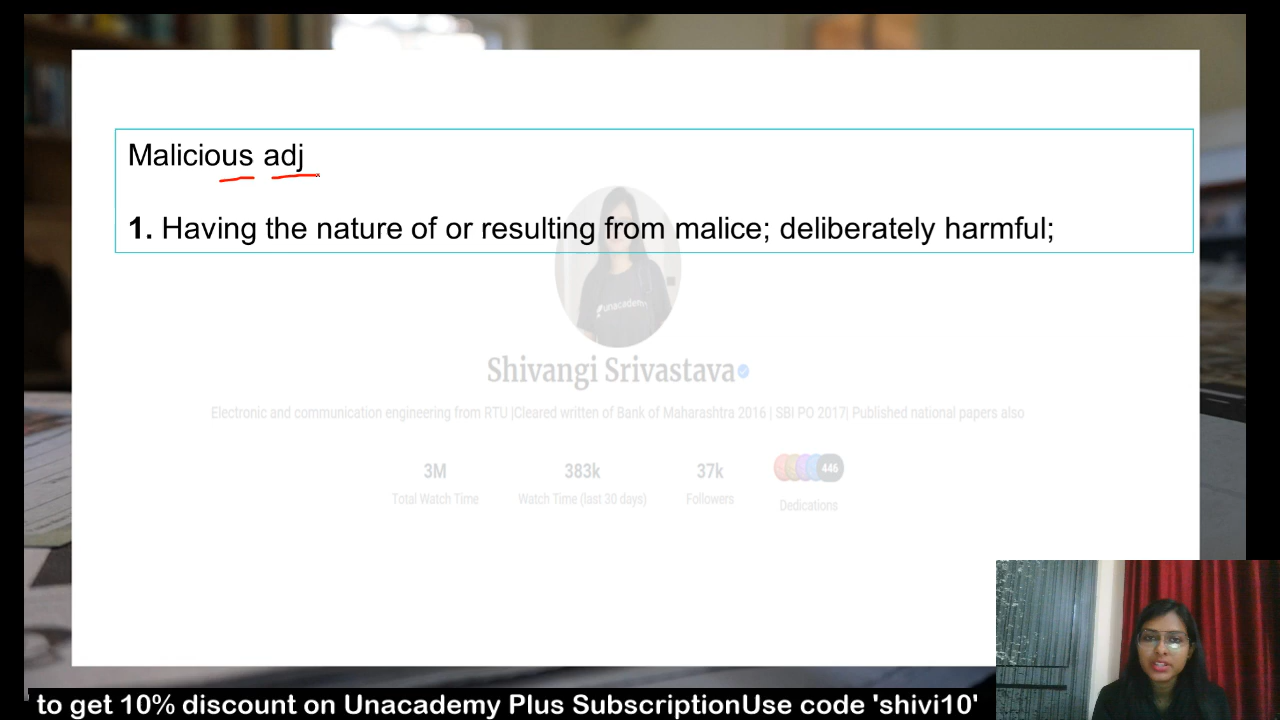 Malicious adj
1. Having the nature of or resulting from malice; deliberately harmful;
unacademy
Shivangi Srivastava
Electronic and communication engineering from RTU |Cleared written of Bank of Maharashtra 2016 | SBI PO 2017| Published national papers also
3M 383k 37k 446
Total Watch Time Watch Time (last 30 days) Followers Dedications
' to get 10% discount on Unacademy Plus SubscriptionUse code 'shivi10'